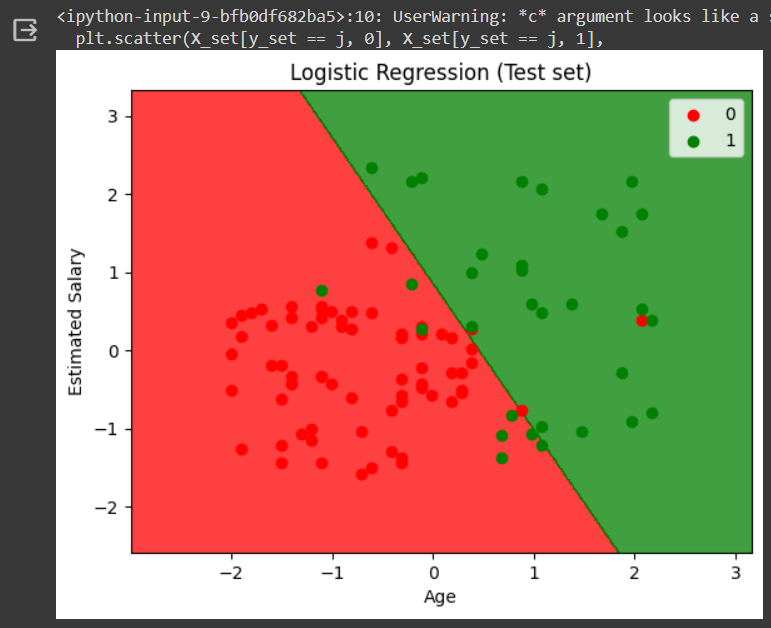 <ipython-input-9-bfb0df682ba5>:10: UserWarning: *c* argument looks like a
plt.scatter(X_set[y_set == j, 0], X_set[y_set == j, 1],
Logistic Regression (Test set)
0
1
3
2
1
0
−1
−2
Estimated Salary
−2 −1 0 1 2 3
Age